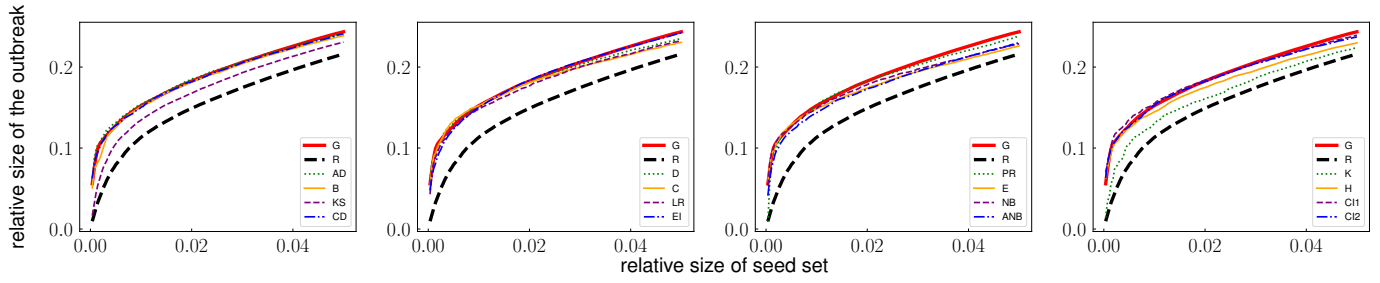 relative size of the outbreak
0.2
0.1
0.0
0.00
0.02
0.04
G
R
AD
B
KS
CD
0.2
0.1
0.0
0.00
0.02
0.04
G
R
D
C
LR
EI
0.2
0.1
0.0
0.00
0.02
0.04
G
R
PR
E
NB
ANB
0.2
0.1
0.0
0.00
0.02
0.04
G
R
K
H
CI1
CI2
relative size of seed set